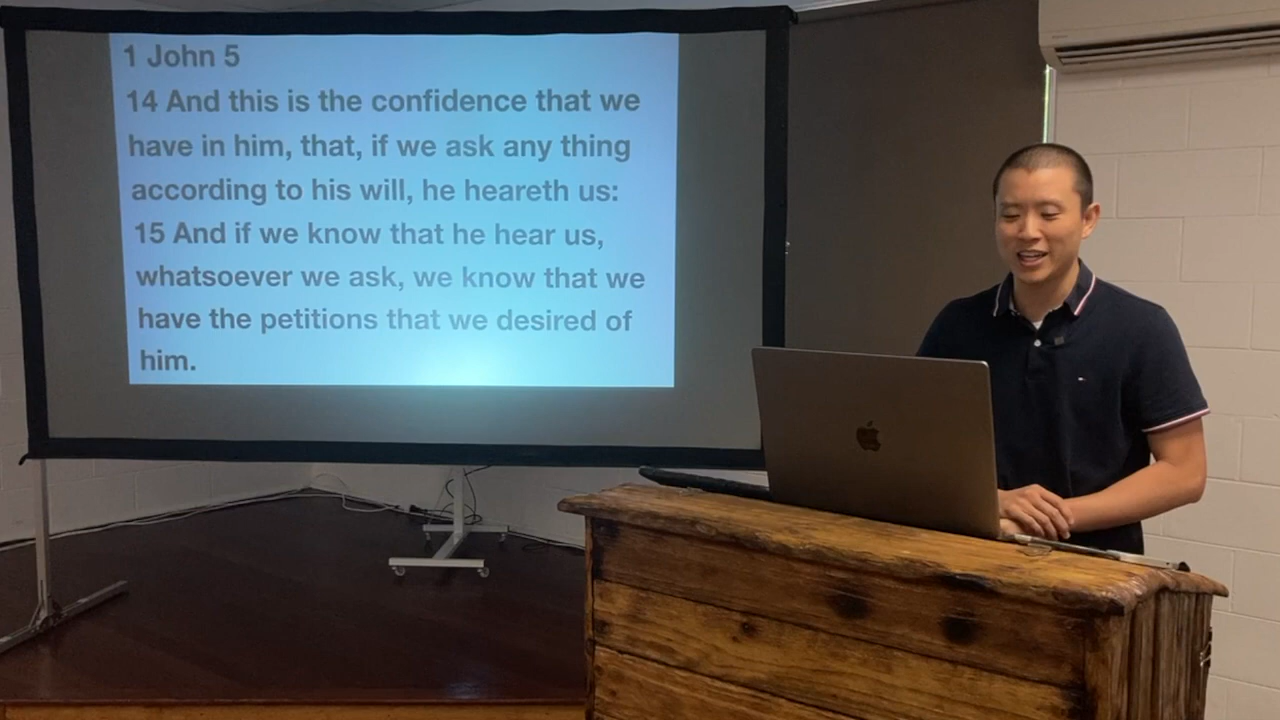 1 John 5
14 And this is the confidence that we
have in him, that, if we ask any thing
according to his will, he heareth us:
15 And if we know that he hear us,
whatsoever we ask, we know that we
have the petitions that we desired of
him.